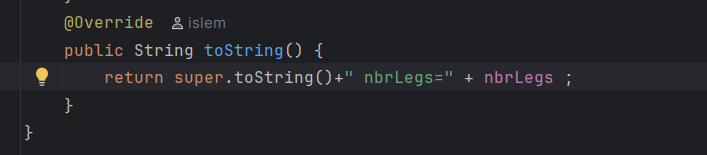 @Override islem
public String toString() {
return super.toString()+" nbrLegs=" + nbrLegs ;
}
}